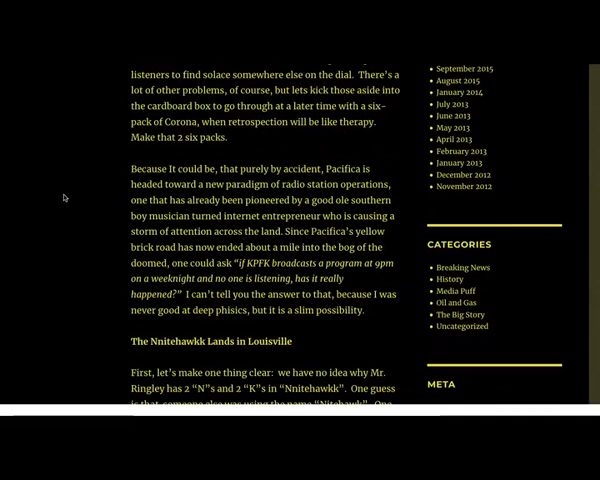 listeners to find solace somewhere else on the dial.  There's a
lot of other problems, of course, but lets kick those aside into
the cardboard box to go through at a later time with a six-
pack of Corona, when retrospection will be like therapy.
Make that 2 six packs.
Because It could be, that purely by accident, Pacifica is
headed toward a new paradigm of radio station operations,
one that has already been pioneered by a good ole southern
boy musician turned internet entrepreneur who is causing a
storm of attention across the land. Since Pacifica's yellow
brick road has now ended about a mile into the bog of the
doomed, one could ask “if KPFK broadcasts a program at 9pm
on a weeknight and no one is listening, has it really
happened?”  I can't tell you the answer to that, because I was
never good at deep phisics, but it is a slim possibility.
The Nnitehawkk Lands in Louisville
First, let's make one thing clear:  we have no idea why Mr.
Ringley has 2 “N”s and 2 “K”s in “Nnitehawkk”.  One guess
is that someone else was using the name “Nitehawk”.  One
September 2015
August 2015
January 2014
July 2013
June 2013
May 2013
April 2013
February 2013
January 2013
December 2012
November 2012
CATEGORIES
Breaking News
History
Media Puff
Oil and Gas
The Big Story
Uncategorized
META